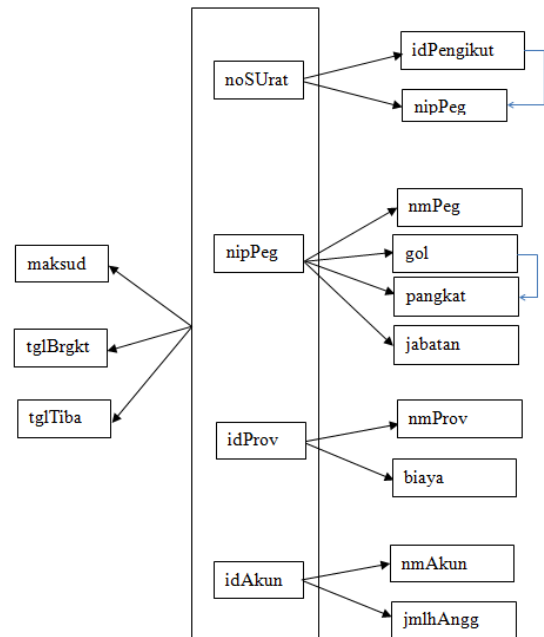 maksud
tglBrgkt
tglTiba
noSUrat
nipPeg
idProv
idAkun
idPengikut
nipPeg
nmPeg
gol
pangkat
jabatan
nmProv
biaya
nmAkun
jmlhAngg